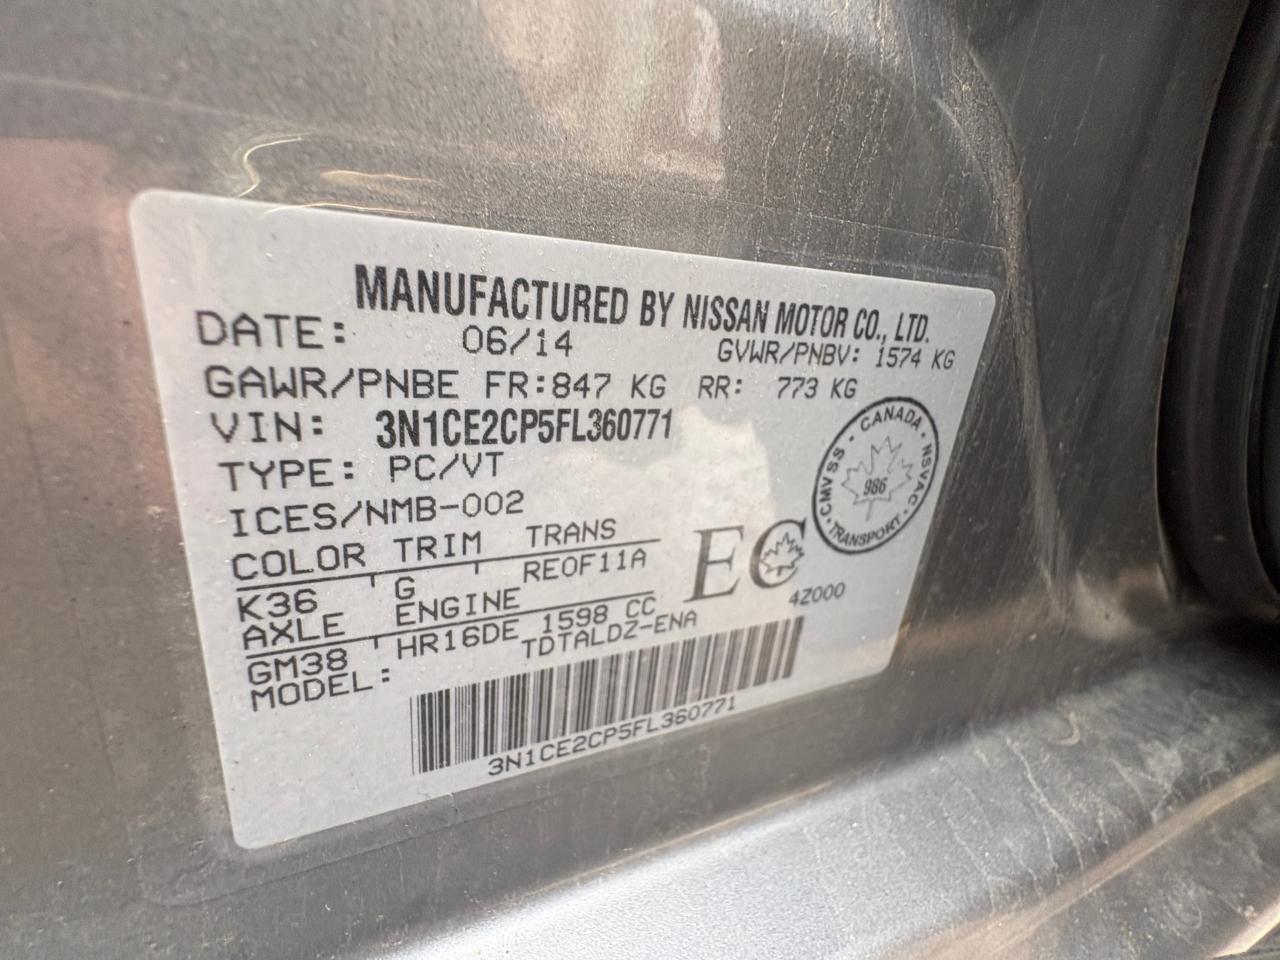 MANUFACTURED BY NISSAN MOTOR CO., LTD.
DATE: 06/14 GVWR/PNBV: 1574 KG
GAWR/PNBE FR:847 KG RR: 773 KG
VIN: 3N1CE2CP5FL360771
TYPE: PC/VT
ICES/NMB-002
COLOR TRIM TRANS
K36 G RE0F11A
AXLE ENGINE
GM38 HR16DE 1598 CC
MODEL: TDTALDZ-ENA
3N1CE2CP5FL360771
EC
4Z000
CANADA
CMVSS · NSVAC
986
TRANSPORT